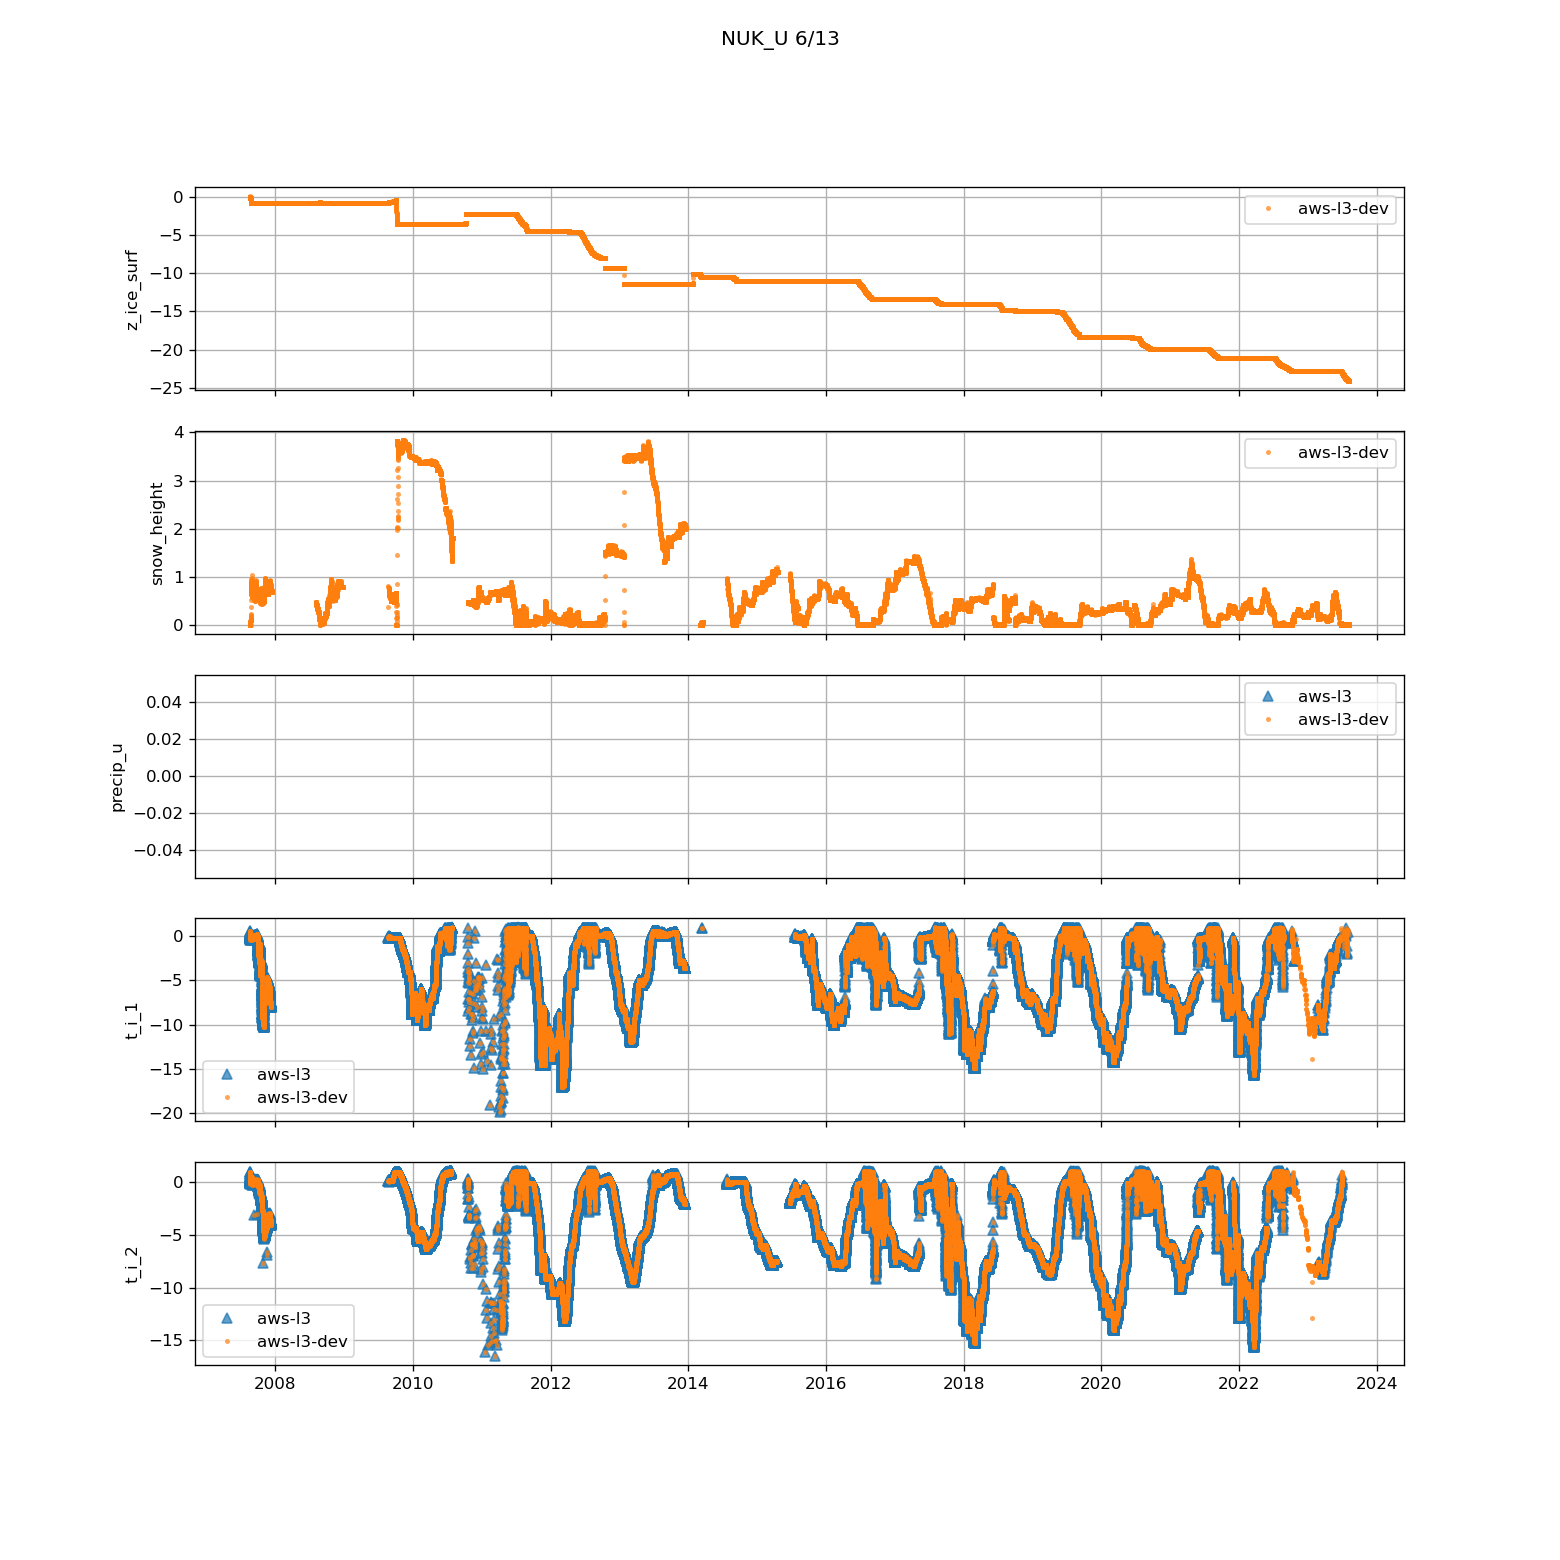 NUK_U 6/13
z_ice_surf
0
−5
−10
−15
−20
−25
aws-l3-dev
snow_height
4
3
2
1
0
aws-l3-dev
precip_u
0.04
0.02
0.00
−0.02
−0.04
aws-l3
aws-l3-dev
t_i_1
0
−5
−10
−15
−20
aws-l3
aws-l3-dev
t_i_2
0
−5
−10
−15
aws-l3
aws-l3-dev
2008 2010 2012 2014 2016 2018 2020 2022 2024